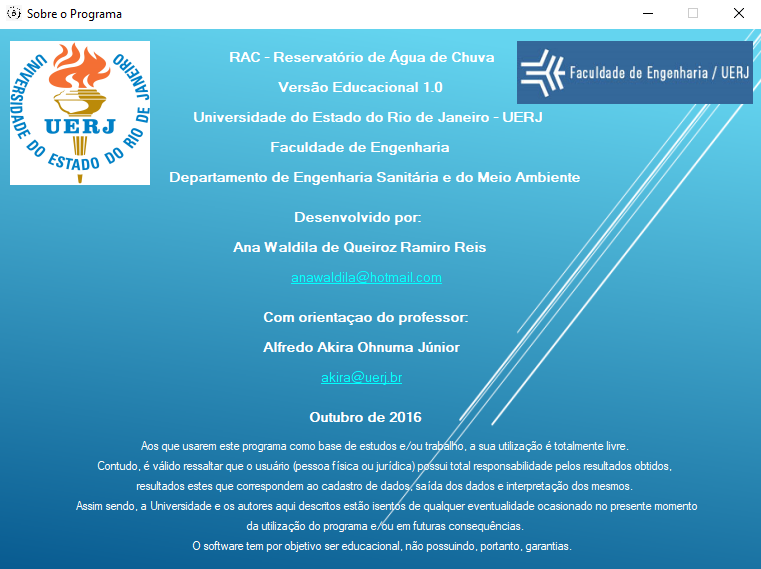 Sobre o Programa
UNIVERSIDADE DO ESTADO DO RIO DE JANEIRO
UERJ
Faculdade de Engenharia / UERJ
RAC - Reservatório de Água de Chuva
Versão Educacional 1.0
Universidade do Estado do Rio de Janeiro - UERJ
Faculdade de Engenharia
Departamento de Engenharia Sanitária e do Meio Ambiente
Desenvolvido por:
Ana Waldila de Queiroz Ramiro Reis
anawaldila@hotmail.com
Com orientaçao do professor:
Alfredo Akira Ohnuma Júnior
akira@uerj.br
Outubro de 2016
Aos que usarem este programa como base de estudos e/ou trabalho, a sua utilização é totalmente livre.
Contudo, é válido ressaltar que o usuário (pessoa física ou jurídica) possui total responsabilidade pelos resultados obtidos,
resultados estes que correspondem ao cadastro de dados, saída dos dados e interpretação dos mesmos.
Assim sendo, a Universidade e os autores aqui descritos estão isentos de qualquer eventualidade ocasionado no presente momento
da utilização do programa e/ou em futuras consequências.
O software tem por objetivo ser educacional, não possuindo, portanto, garantias.